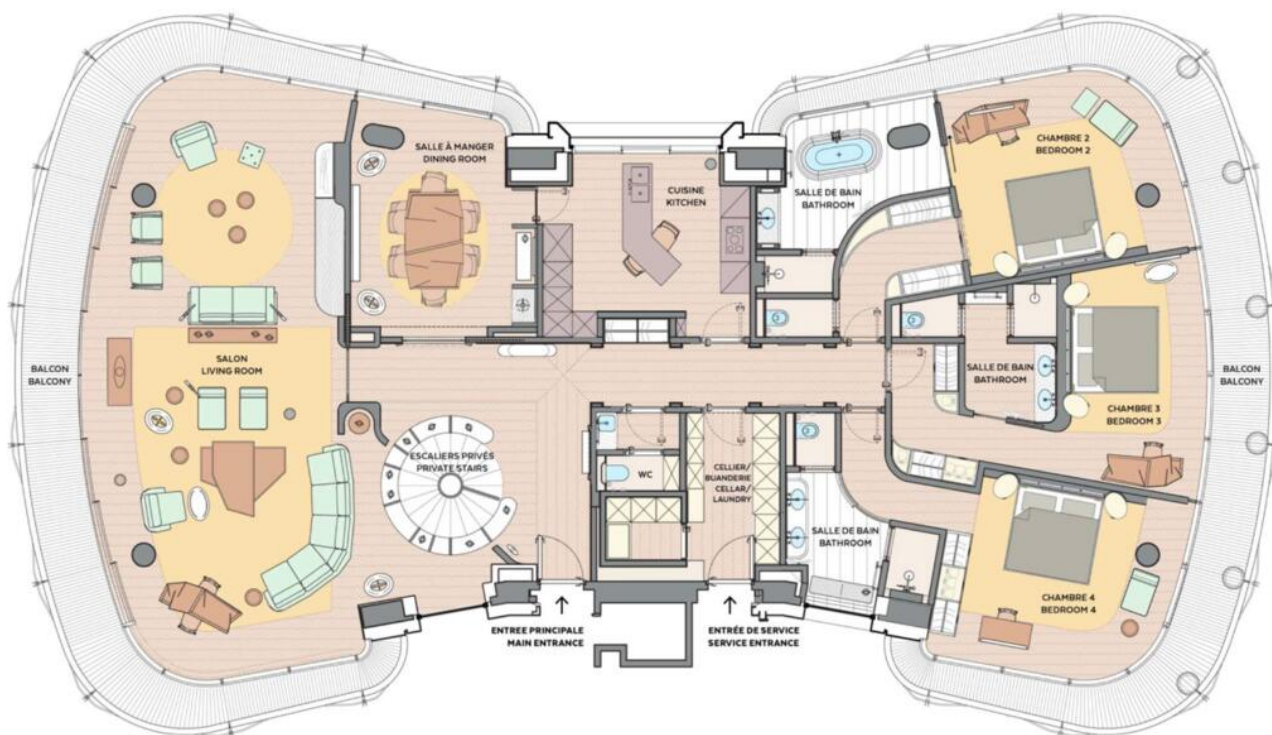 SALLE À MANGER
DINING ROOM
CUISINE
KITCHEN
SALLE DE BAIN
BATHROOM
CHAMBRE 2
BEDROOM 2
BALCON
BALCONY
SALON
LIVING ROOM
SALLE DE BAIN
BATHROOM
CHAMBRE 3
BEDROOM 3
BALCON
BALCONY
ESCALIERS PRIVÉS
PRIVATE STAIRS
WC
CELLIER/
BUANDERIE
CELLAR/
LAUNDRY
SALLE DE BAIN
BATHROOM
CHAMBRE 4
BEDROOM 4
ENTREE PRINCIPALE
MAIN ENTRANCE
ENTRÉE DE SERVICE
SERVICE ENTRANCE